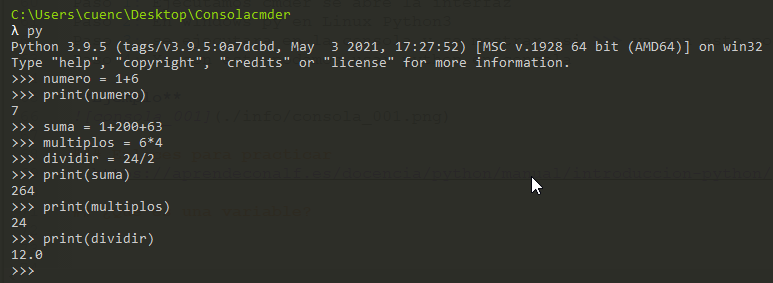 C:\Users\cuenc\Desktop\Consolacmder
λ py
Python 3.9.5 (tags/v3.9.5:0a7dcbd, May  3 2021, 17:27:52) [MSC v.1928 64 bit (AMD64)] on win32
Type "help", "copyright", "credits" or "license" for more information.
>>> numero = 1+6
>>> print(numero)
7
>>> suma = 1+200+63
>>> multiplos = 6*4
>>> dividir = 24/2
>>> print(suma)
264
>>> print(multiplos)
24
>>> print(dividir)
12.0
>>>